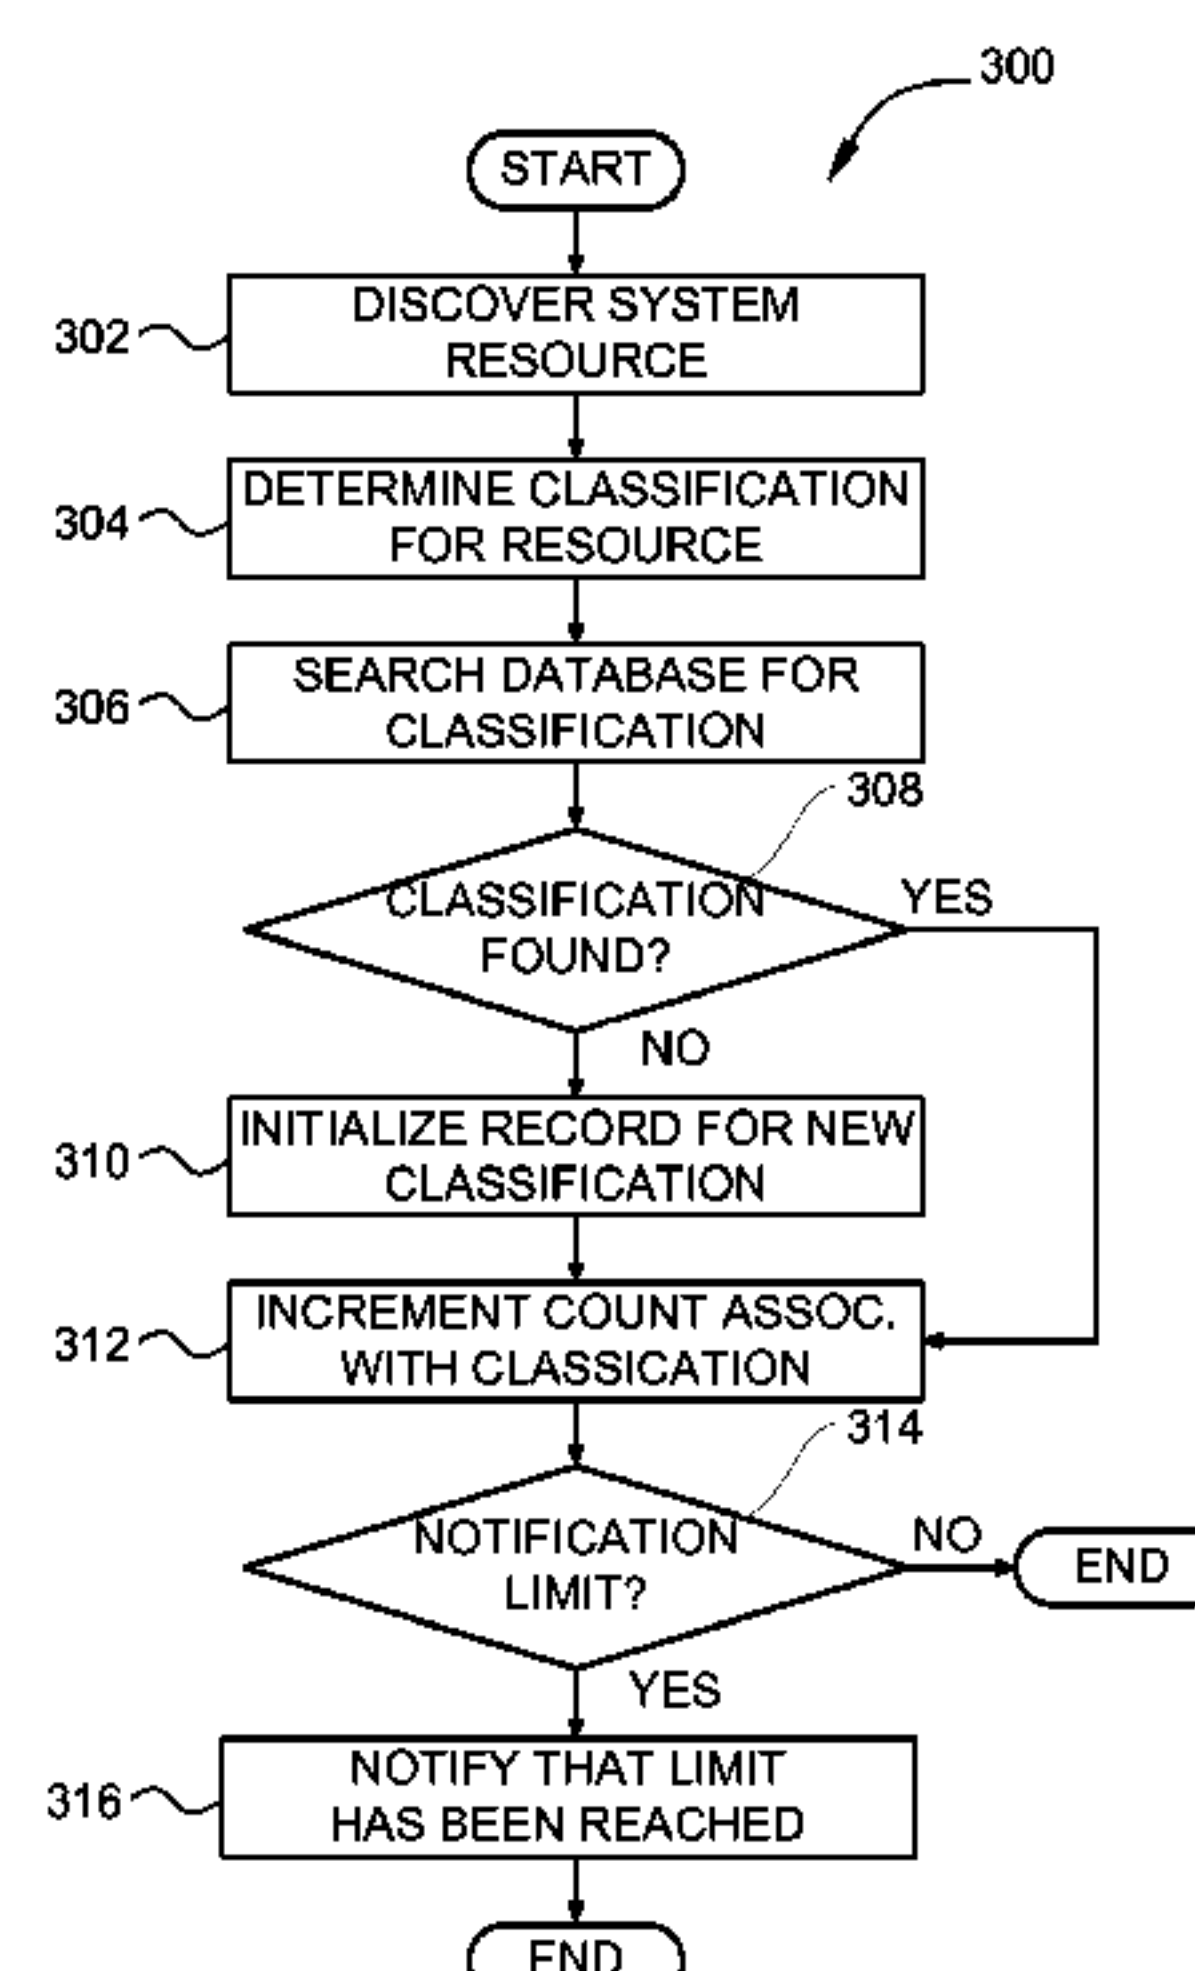 300
START
302
DISCOVER SYSTEM
RESOURCE
304
DETERMINE CLASSIFICATION
FOR RESOURCE
306
SEARCH DATABASE FOR
CLASSIFICATION
308
CLASSIFICATION
FOUND?
YES
NO
310
INITIALIZE RECORD FOR NEW
CLASSIFICATION
312
INCREMENT COUNT ASSOC.
WITH CLASSICATION
314
NOTIFICATION
LIMIT?
NO
END
YES
316
NOTIFY THAT LIMIT
HAS BEEN REACHED
END